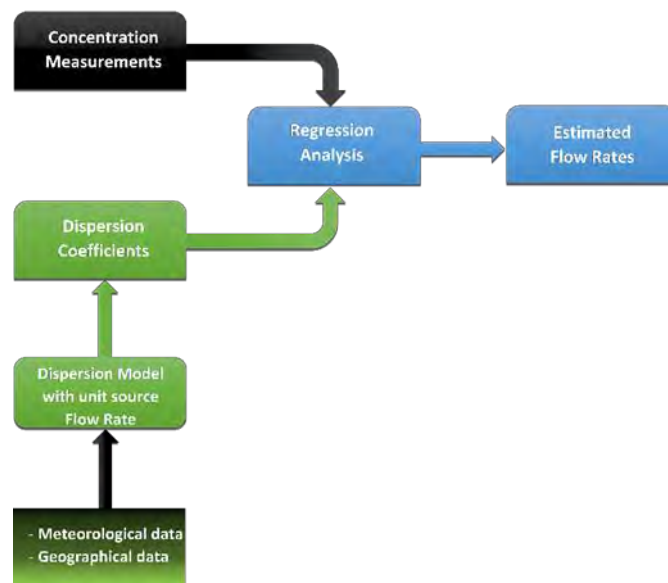 Concentration
Measurements
Regression
Analysis
Estimated
Flow Rates
Dispersion
Coefficients
Dispersion Model
with unit source
Flow Rate
- Meteorological data
- Geographical data